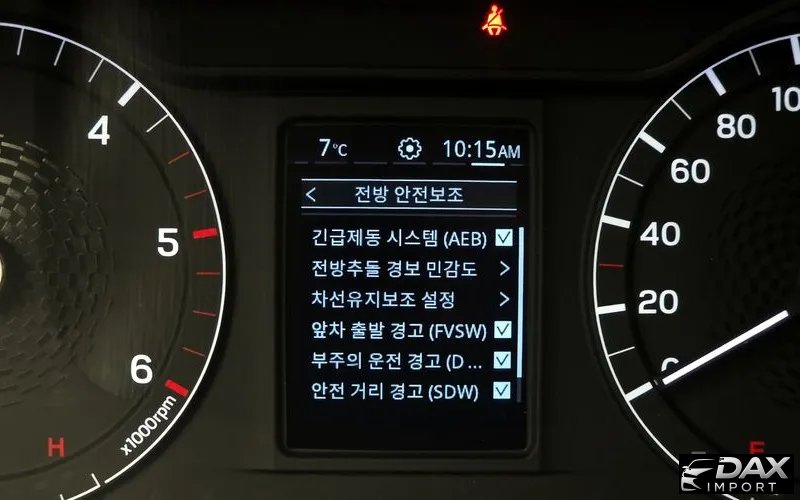 7°C 10:15AM
< 전방 안전보조
긴급제동 시스템 (AEB)
전방추돌 경보 민감도 >
차선유지보조 설정 >
앞차 출발 경고 (FVSW)
부주의 운전 경고 (D ...
안전 거리 경고 (SDW)
4
5
6
x1000rpm
H
10
80
60
40
20
0
E
DAX
IMPORT